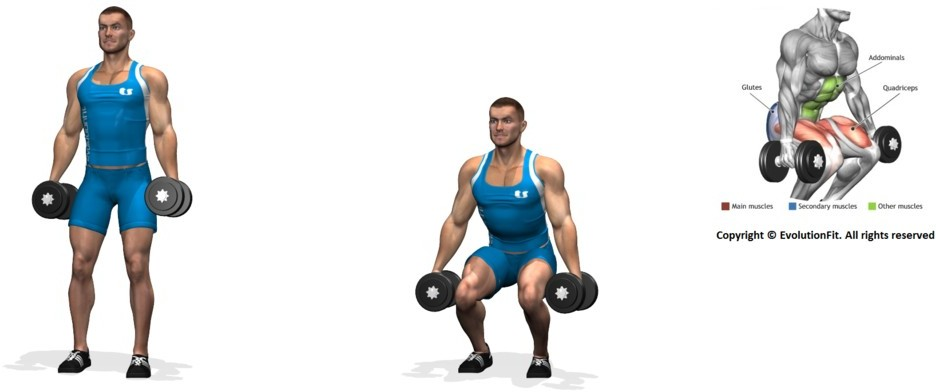 Addominals
Glutes
Quadriceps
Main muscles
Secondary muscles
Other muscles
Copyright © EvolutionFit. All rights reserved